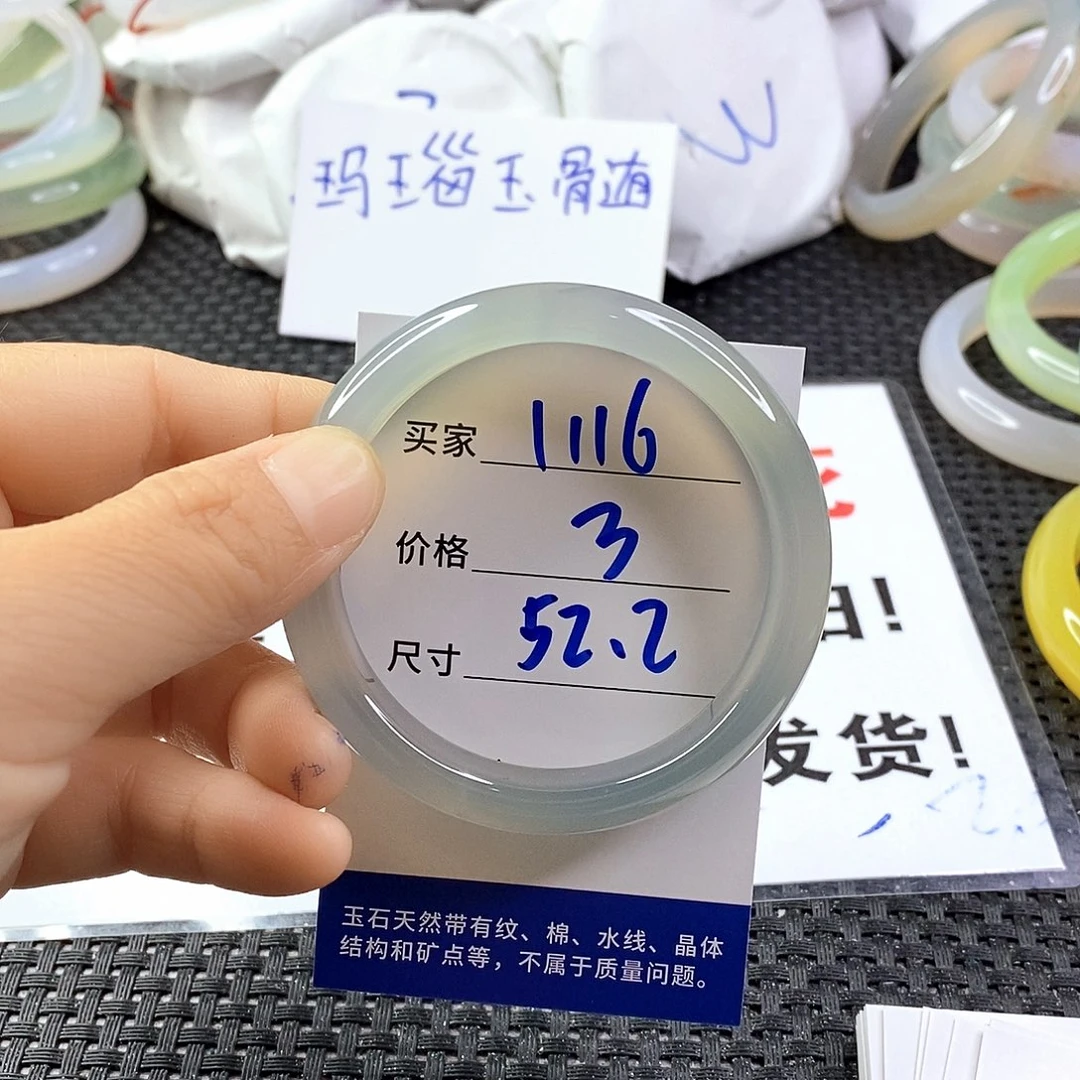 玛瑙玉骨髓
买家 1116
价格 3
尺寸 52.2
发货!
玉石天然带有纹、棉、水线、晶体
结构和矿点等，不属于质量问题。